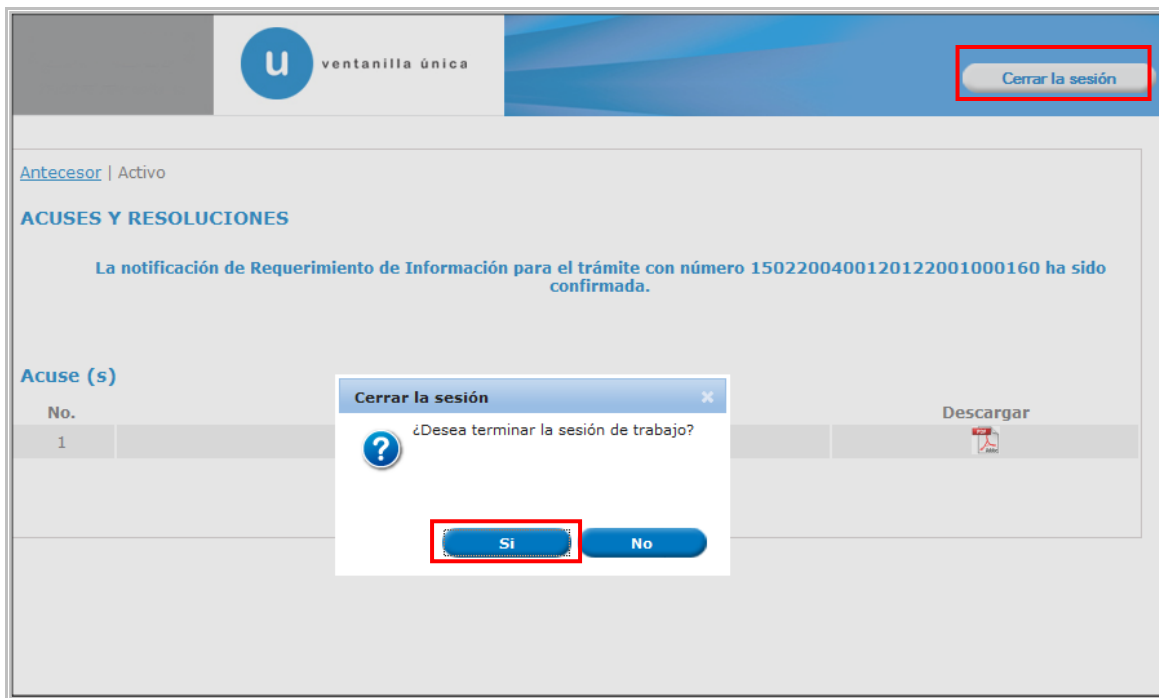 u
ventanilla única
Cerrar la sesión
Antecesor | Activo
ACUSES Y RESOLUCIONES
La notificación de Requerimiento de Información para el trámite con número 1502200400120122001000160 ha sido
confirmada.
Acuse (s)
No.
Descargar
1
Cerrar la sesión
¿Desea terminar la sesión de trabajo?
Si
No